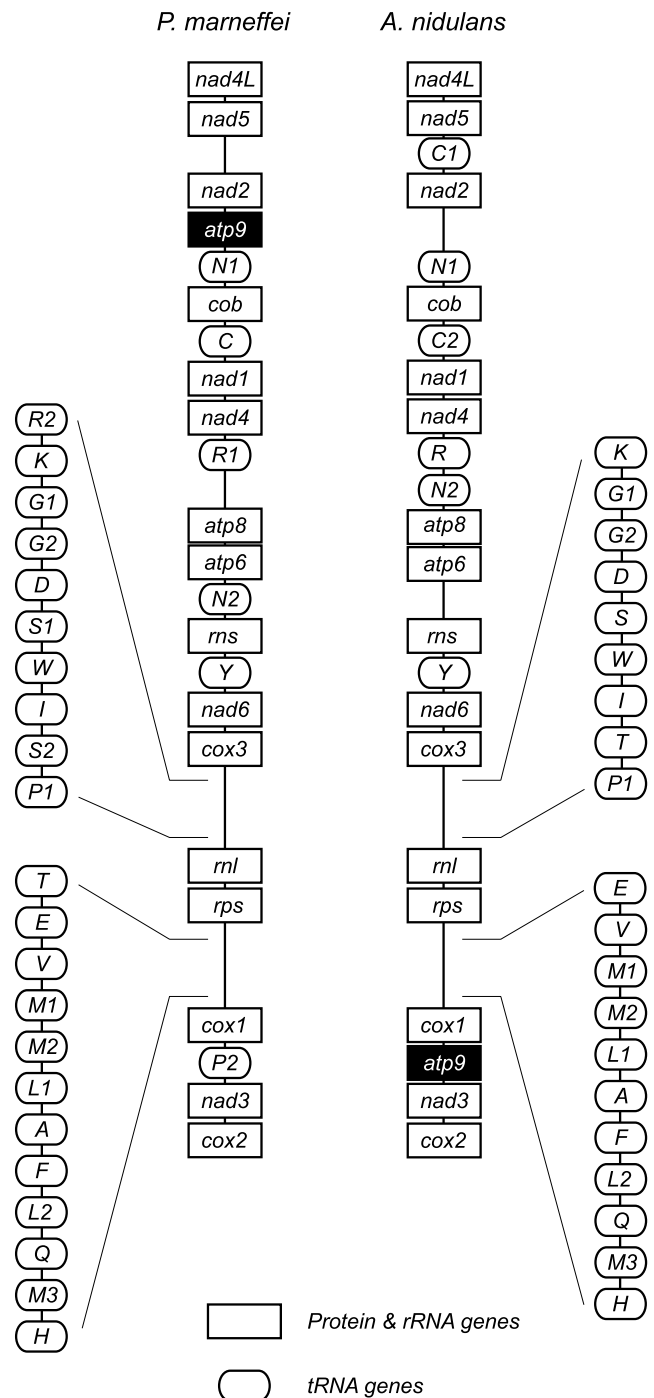 P. marneffei
A. nidulans
nad4L
nad5
nad2
atp9
N1
cob
C
nad1
nad4
R1
atp8
atp6
N2
rns
Y
nad6
cox3
rnl
rps
cox1
P2
nad3
cox2
nad4L
nad5
C1
nad2
N1
cob
C2
nad1
nad4
R
N2
atp8
atp6
rns
Y
nad6
cox3
rnl
rps
cox1
atp9
nad3
cox2
R2
K
G1
G2
D
S1
W
I
S2
P1
T
E
V
M1
M2
L1
A
F
L2
Q
M3
H
K
G1
G2
D
S
W
I
T
P1
E
V
M1
M2
L1
A
F
L2
Q
M3
H
Protein & rRNA genes
tRNA genes